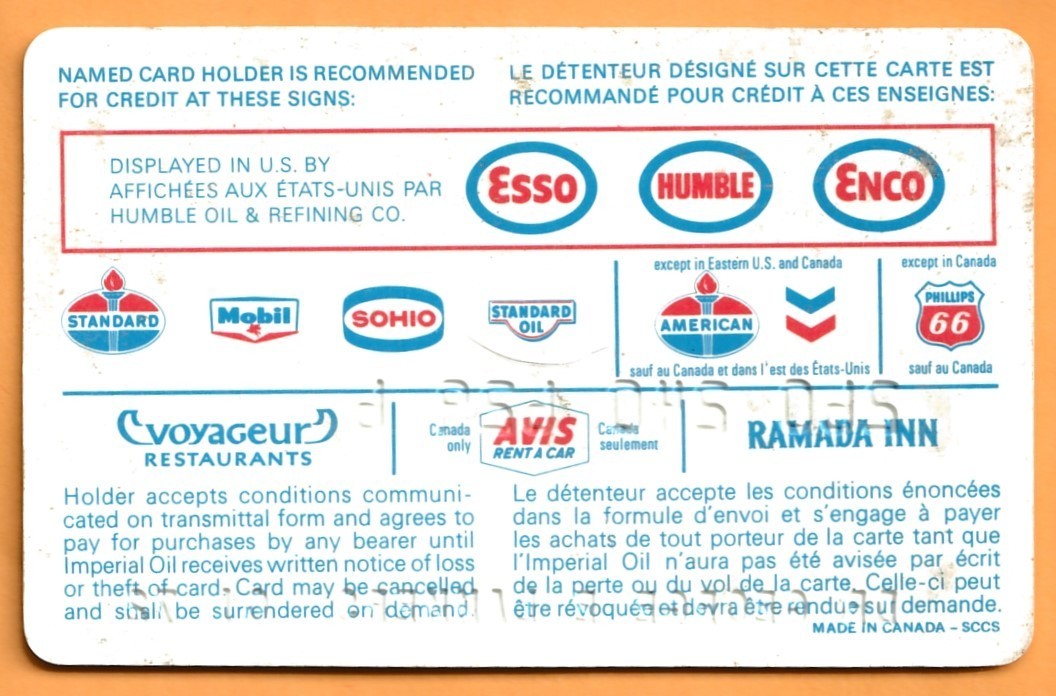 NAMED CARD HOLDER IS RECOMMENDED
FOR CREDIT AT THESE SIGNS:
LE DÉTENTEUR DÉSIGNÉ SUR CETTE CARTE EST
RECOMMANDÉ POUR CRÉDIT À CES ENSEIGNES:
DISPLAYED IN U.S. BY
AFFICHÉES AUX ÉTATS-UNIS PAR
HUMBLE OIL & REFINING CO.
Esso
HUMBLE
ENCO
STANDARD
Mobil
SOHIO
STANDARD
OIL
except in Eastern U.S. and Canada
AMERICAN
sauf au Canada et dans l'est des États-Unis
except in Canada
PHILLIPS
66
sauf au Canada
voyageur
RESTAURANTS
Canada
only
AVIS
RENT A CAR
Canada
seulement
RAMADA INN
Holder accepts conditions communi-
cated on transmittal form and agrees to
pay for purchases by any bearer until
Imperial Oil receives written notice of loss
or theft of card. Card may be cancelled
and shall be surrendered on demand.
Le détenteur accepte les conditions énoncées
dans la formule d'envoi et s'engage à payer
les achats de tout porteur de la carte tant que
l'Imperial Oil n'aura pas été avisée par écrit
de la perte ou du vol de la carte. Celle-ci peut
être révoquée et devra être rendue sur demande.
MADE IN CANADA - SCCS